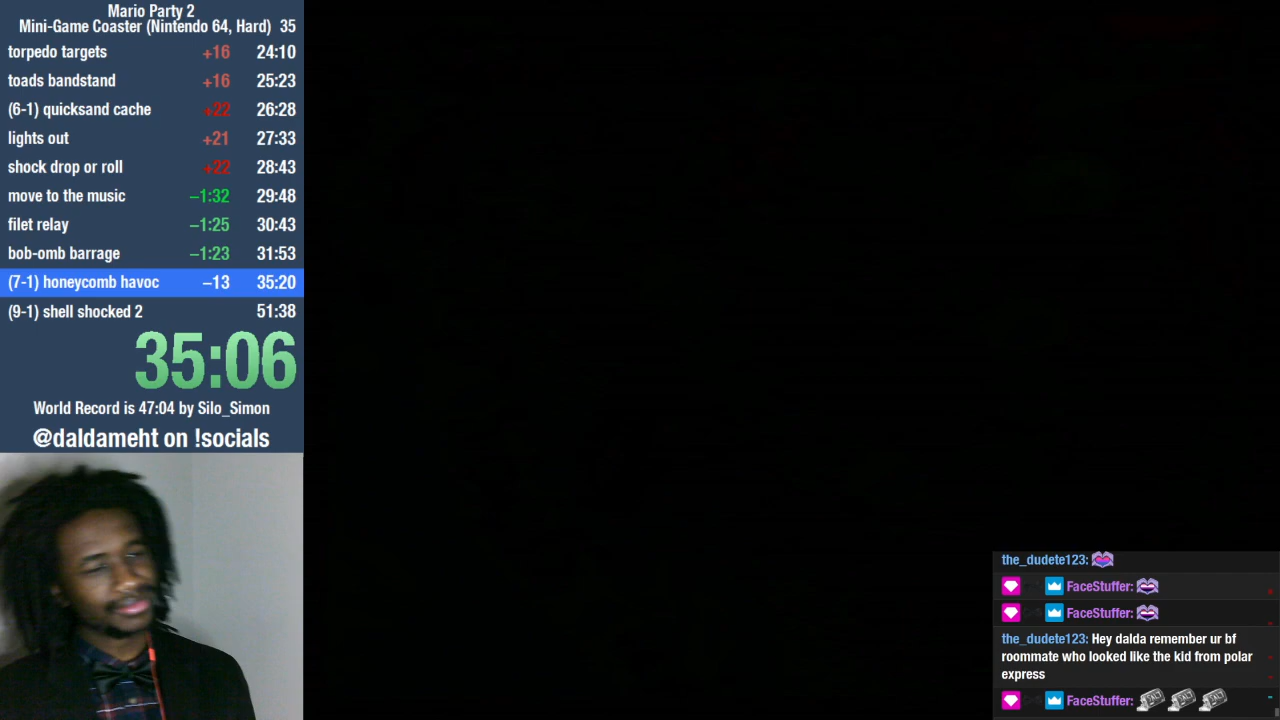 Mario Party 2
Mini-Game Coaster (Nintendo 64, Hard) 35
torpedo targets +16 24:10
toads bandstand +16 25:23
(6-1) quicksand cache +22 26:28
lights out +21 27:33
shock drop or roll +22 28:43
move to the music −1:32 29:48
filet relay −1:25 30:43
bob-omb barrage −1:23 31:53
(7-1) honeycomb havoc −13 35:20
(9-1) shell shocked 2 51:38
35:06
World Record is 47:04 by Silo_Simon
@daldameht on !socials
the_dudete123:
FaceStuffer:
FaceStuffer:
the_dudete123: Hey dalda remember ur bf
roommate who looked like the kid from polar
express
FaceStuffer: